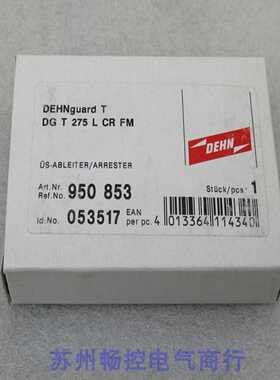 DEHNguard T
DG T 275 L CR FM
DEHN
ÜS-ABLEITER/ARRESTER
Art.Nr. Ref.No. 950 853 Stück/pcs: 1
Id.No. 053517 EAN per pc. 4 013364 114340
苏州畅控电气商行